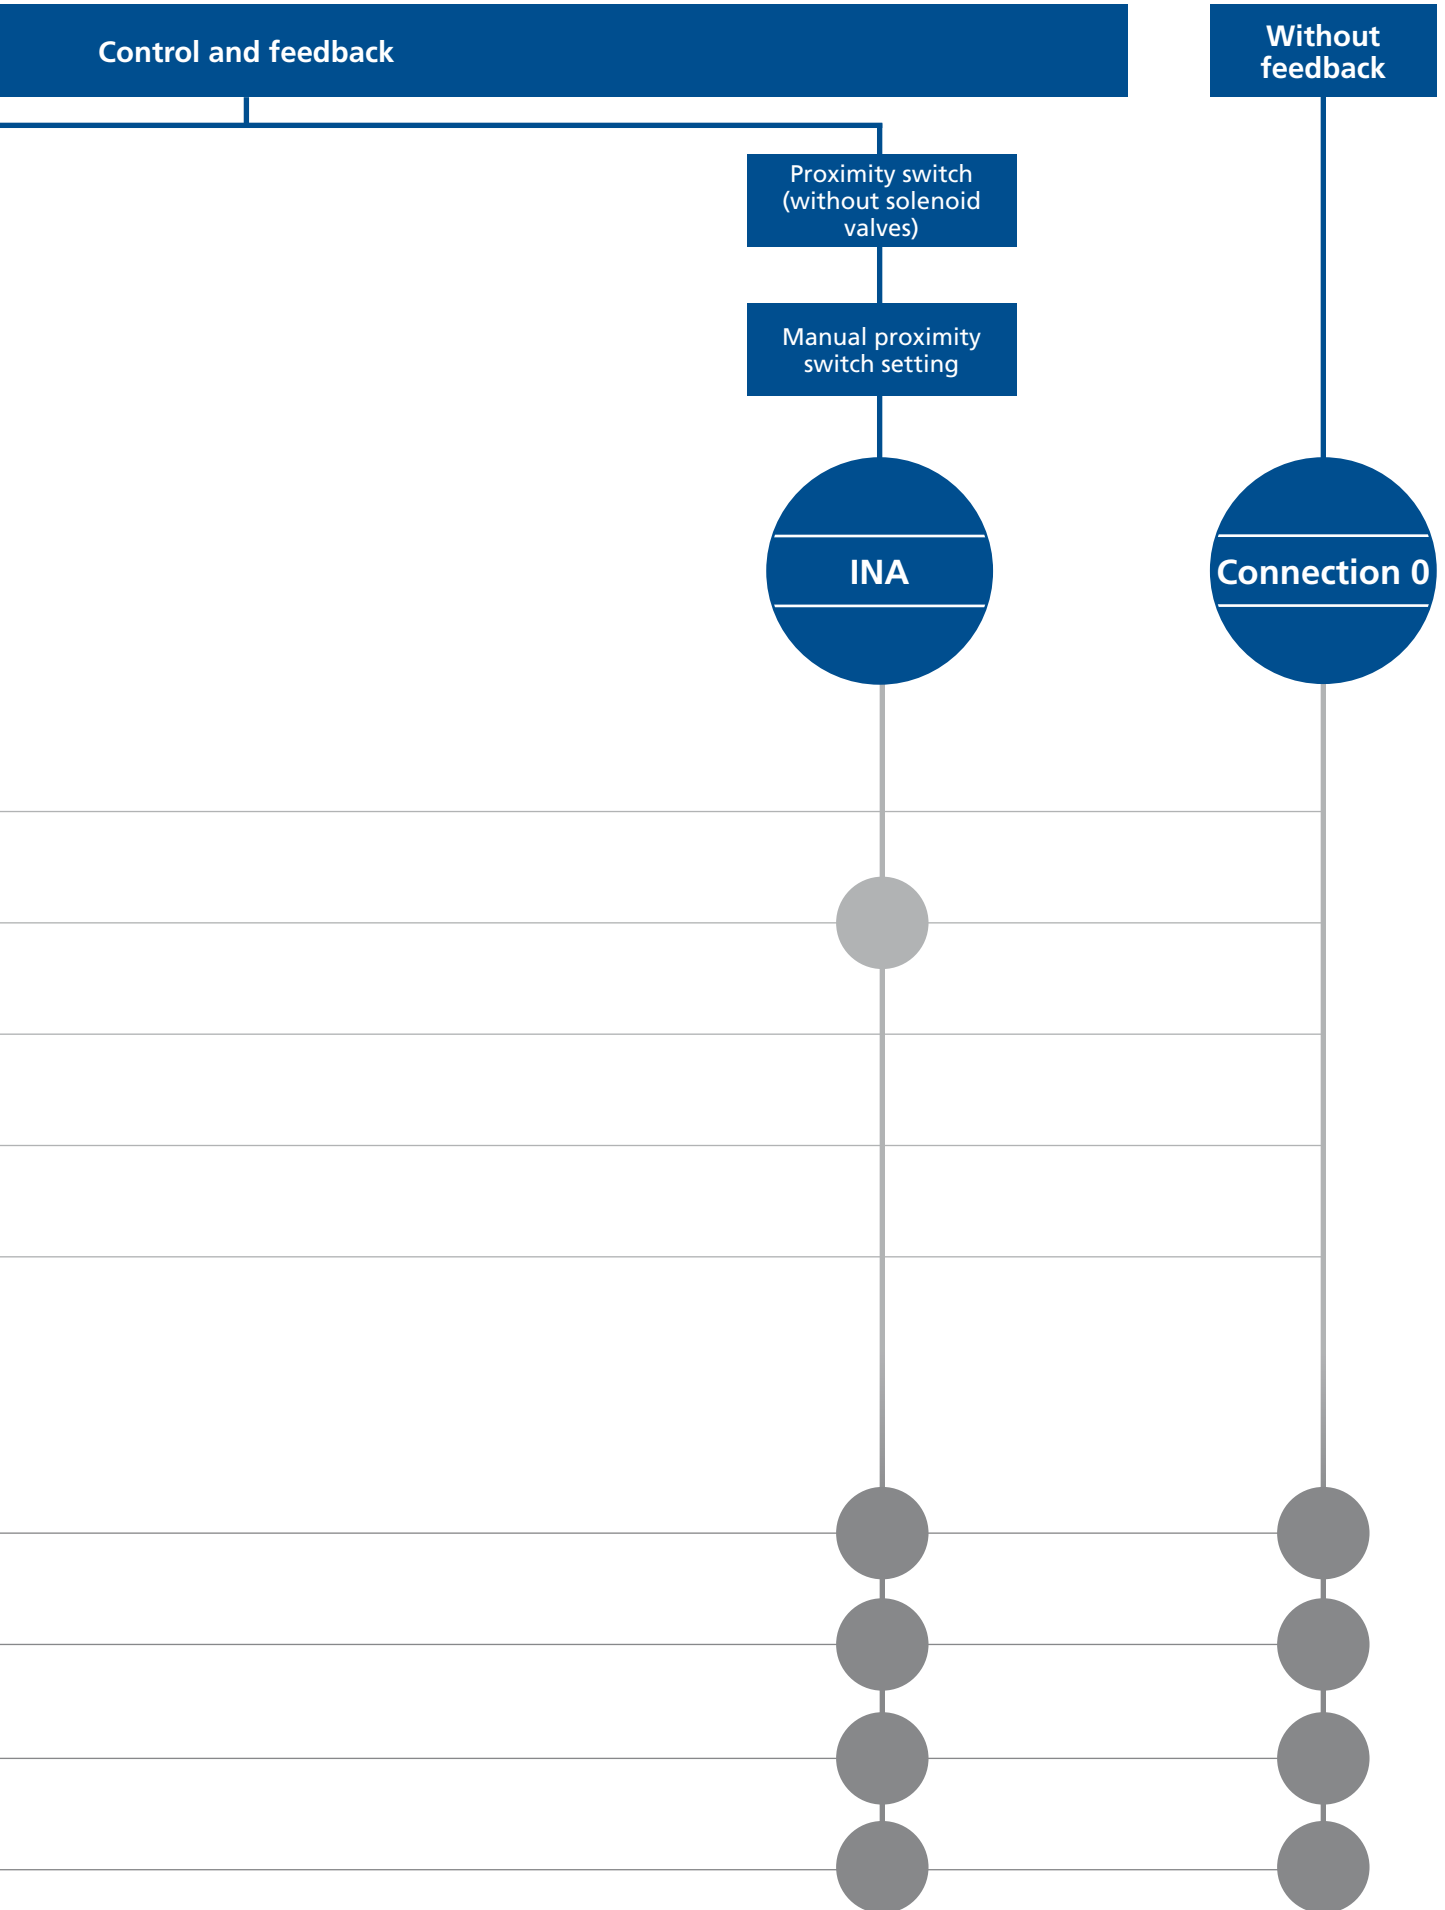 Control and feedback
Without
feedback
Proximity switch
(without solenoid
valves)
Manual proximity
switch setting
INA
Connection 0